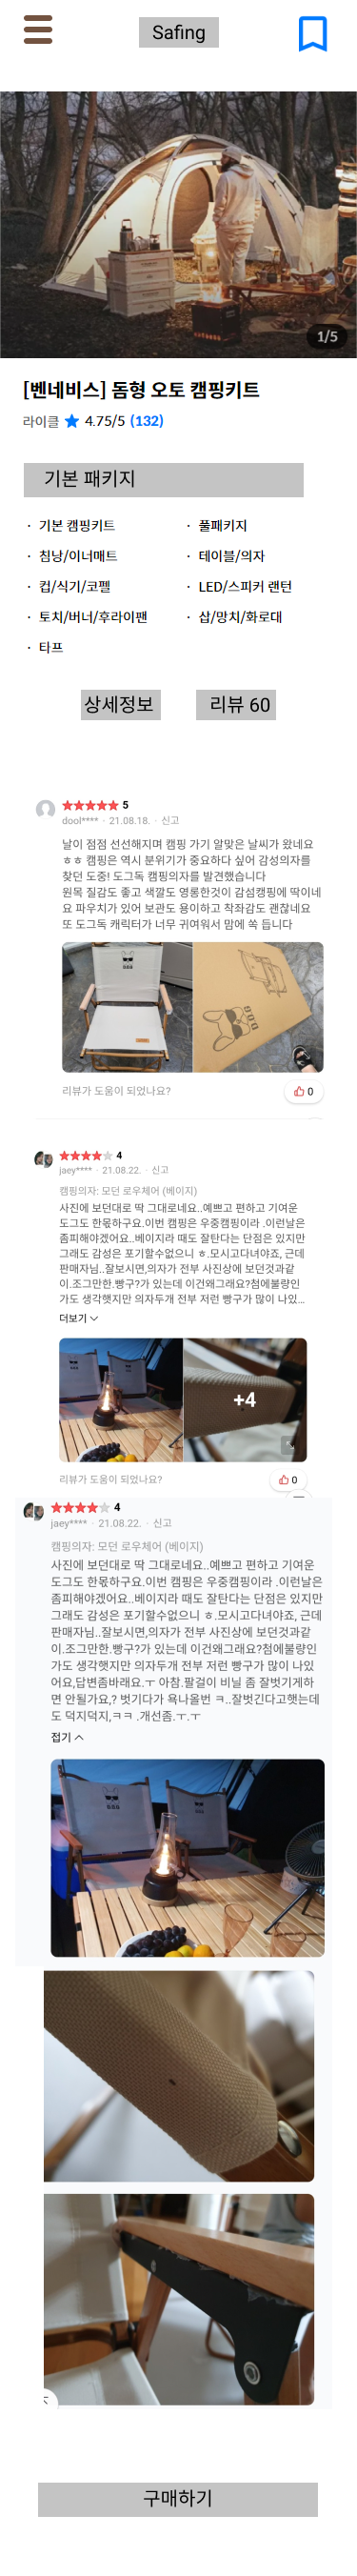 Safing
1/5
[벤네비스] 돔형 오토 캠핑키트
라이클 ★ 4.75/5 (132)
기본 패키지
· 기본 캠핑키트
· 풀패키지
· 침낭/이너매트
· 테이블/의자
· 컵/식기/코펠
· LED/스피커 랜턴
· 토치/버너/후라이팬
· 삽/망치/화로대
· 타프
상세정보
리뷰 60
★★★★★ 5
dool**** · 21.08.18. · 신고
날이 점점 선선해지며 캠핑 가기 알맞은 날씨가 왔네요
ㅎㅎ 캠핑은 역시 분위기가 중요하다 싶어 감성의자를
찾던 도중! 도그독 캠핑의자를 발견했습니다
원목 질감도 좋고 색깔도 영롱한것이 감성캠핑에 딱이네
요 파우치가 있어 보관도 용이하고 착좌감도 괜찮네요
또 도그독 캐릭터가 너무 귀여워서 맘에 쏙 듭니다
리뷰가 도움이 되었나요?
0
★★★★★ 4
jaey**** · 21.08.22. · 신고
캠핑의자: 모던 로우체어 (베이지)
사진에 보던대로 딱 그대로네요..예쁘고 편하고 기여운
도그도 한몫하구요.이번 캠핑은 우중캠핑이라 .이런날은
좀피해야겠어요..베이지라 때도 잘탄다는 단점은 있지만
그래도 감성은 포기할수없으니 ㅎ.모시고다녀야죠, 근데
판매자님..잘보시면,의자가 전부 사진상에 보던것과같
이.조그만한.빵구?가 있는데 이건왜그래요?첨에불량인
가도 생각햇지만 의자두개 전부 저런 빵구가 많이 나있...
더보기
+4
리뷰가 도움이 되었나요?
0
★★★★★ 4
jaey**** · 21.08.22. · 신고
캠핑의자: 모던 로우체어 (베이지)
사진에 보던대로 딱 그대로네요..예쁘고 편하고 기여운
도그도 한몫하구요.이번 캠핑은 우중캠핑이라 .이런날은
좀피해야겠어요..베이지라 때도 잘탄다는 단점은 있지만
그래도 감성은 포기할수없으니 ㅎ.모시고다녀야죠, 근데
판매자님..잘보시면,의자가 전부 사진상에 보던것과같
이.조그만한.빵구?가 있는데 이건왜그래요?첨에불량인
가도 생각햇지만 의자두개 전부 저런 빵구가 많이 나있
어요,답변좀바래요.ㅜ 아참.팔걸이 비닐 좀 잘벗기게하
면 안될가요,? 벗기다가 욕나올번 ㅋ..잘벗긴다고햇는데
도 덕지덕지,ㅋㅋ .개선좀.ㅜ.ㅜ
접기
구매하기